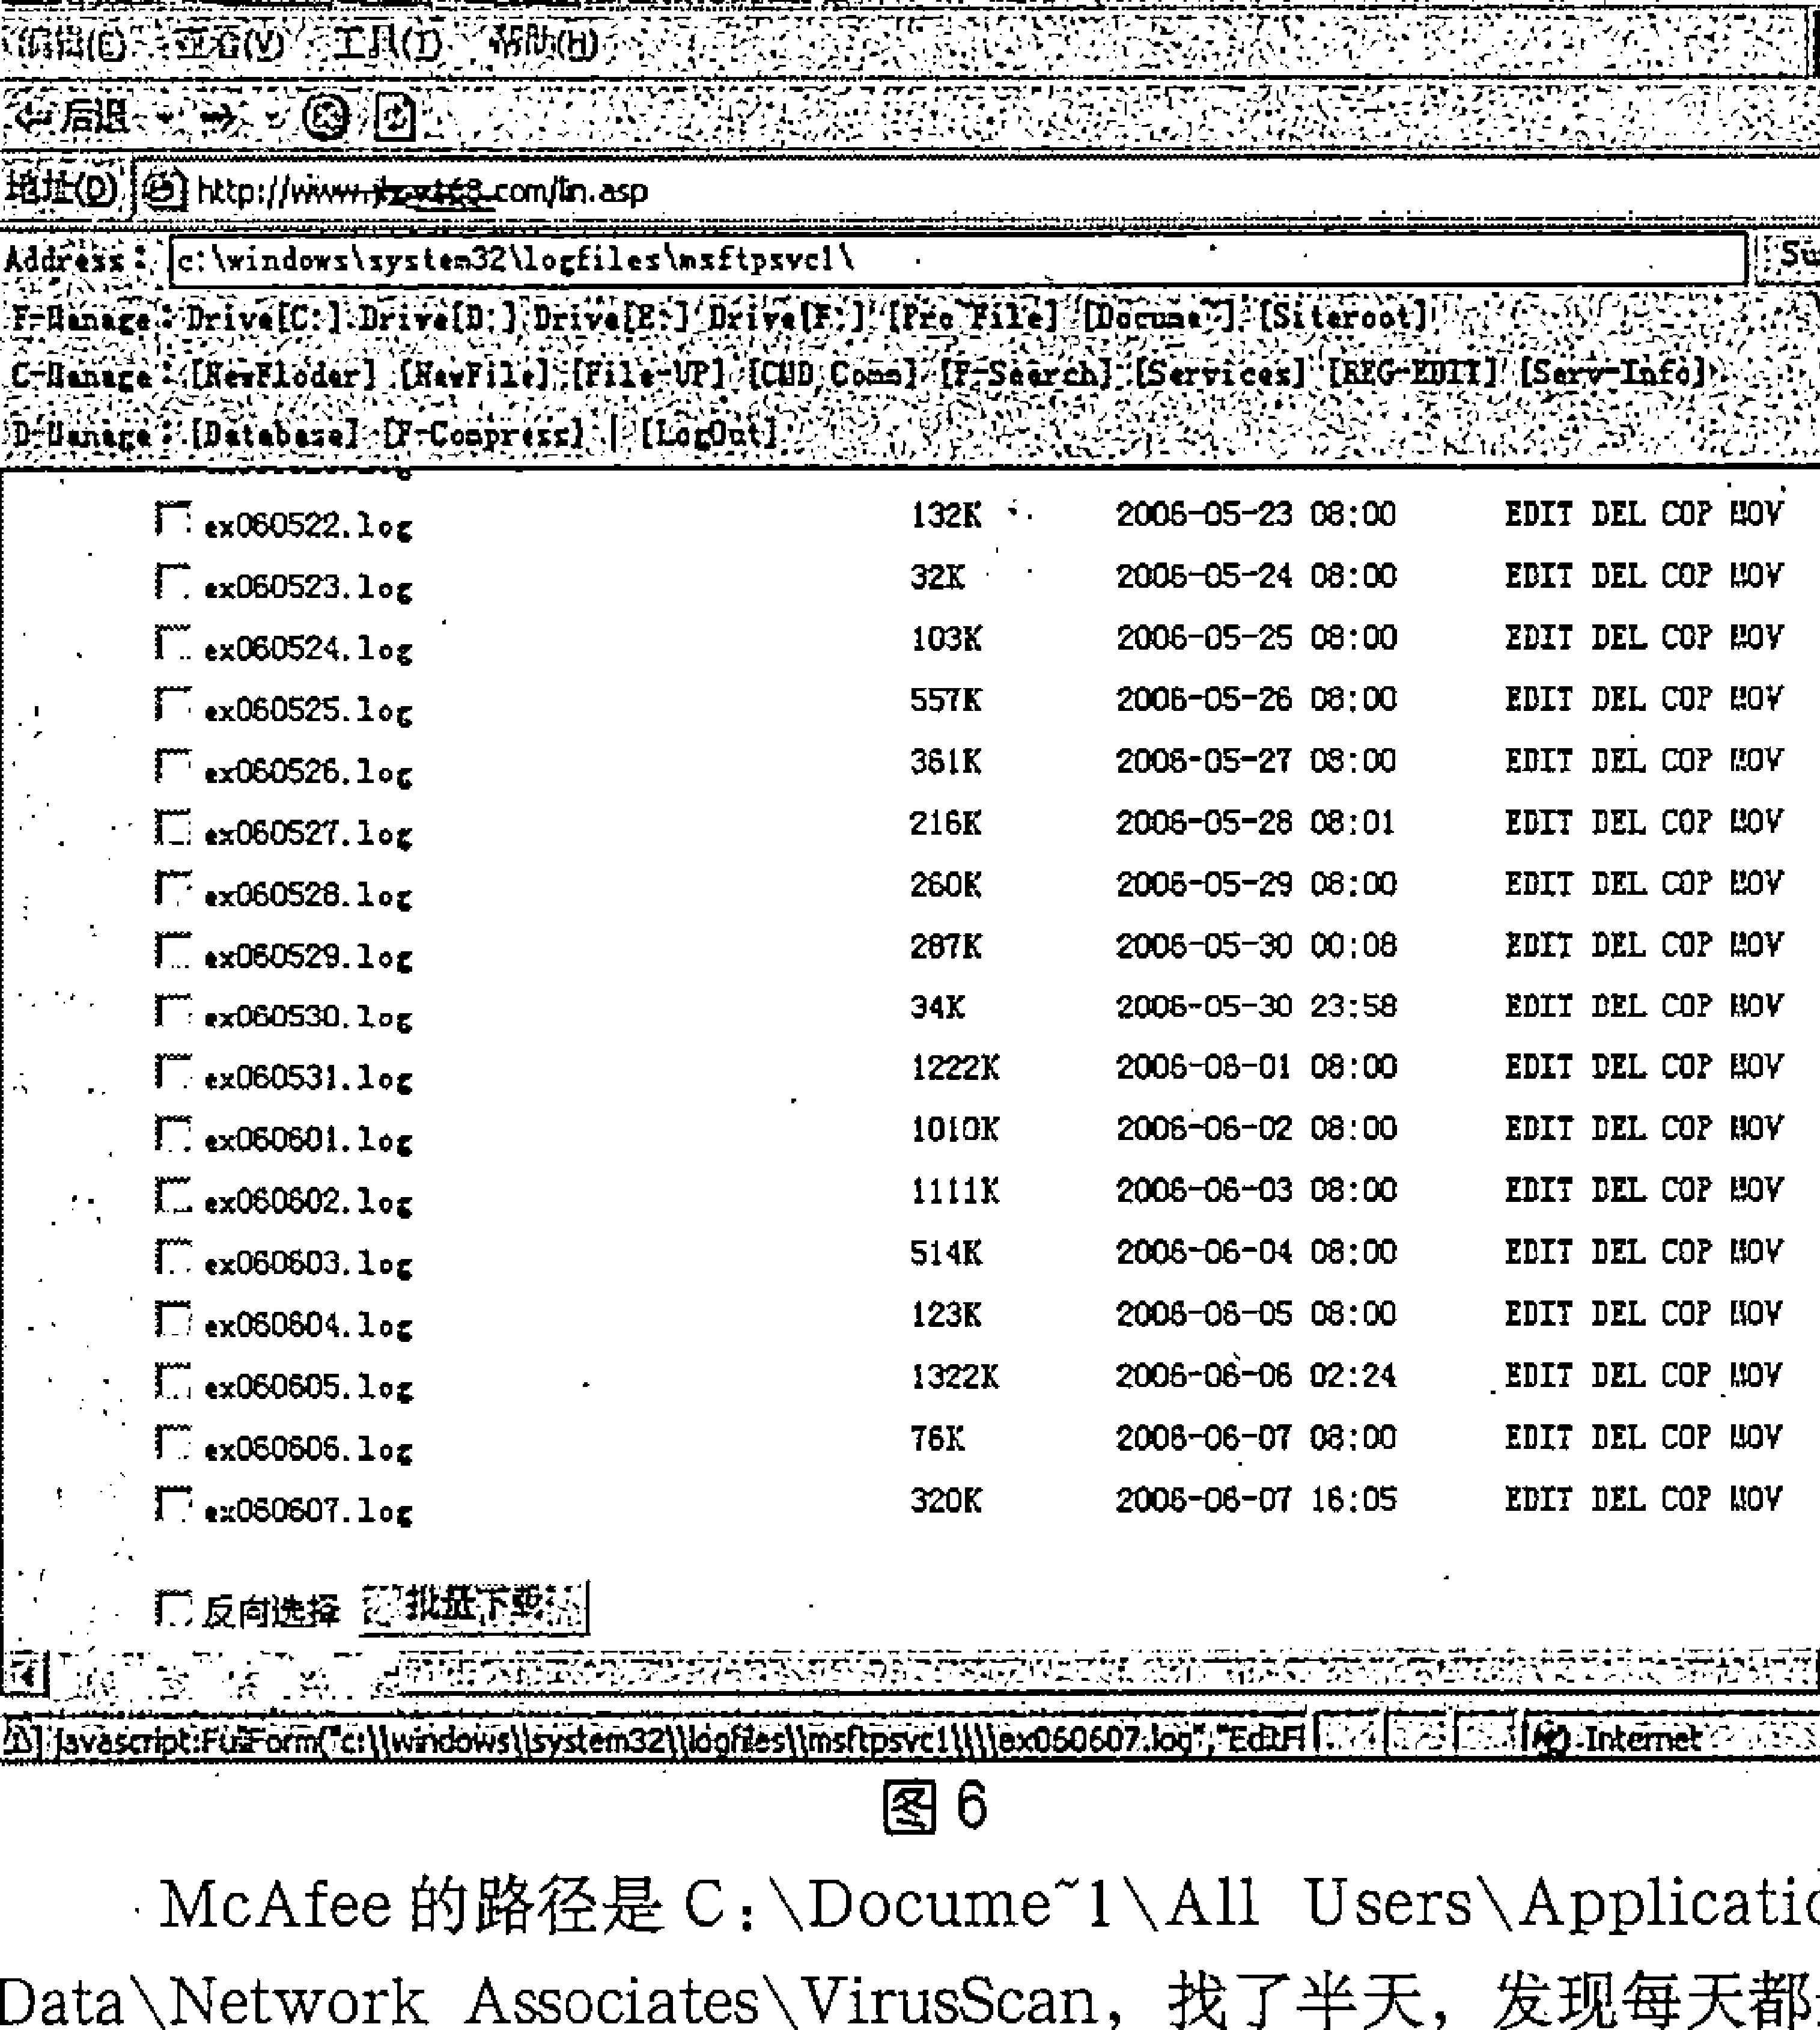 编辑(E) 查看(V) 工具(T) 帮助(H)
后退
地址(D) http://www. .com/lin.asp
Address: c:\windows\system32\logfiles\msftpsvc1\ Su
F-Manage: Drive[C:] Drive[D:] Drive[E:] Drive[F:] [Pro File] [Docume~] [Siteroot]
C-Manage: [NewFloder] [NewFile] [File-UP] [CMD Comm] [F-Search] [Services] [REG-EDIT] [Serv-Info]
D-Manage: [Database] [F-Compress] | [LogOut]
ex060522.log 132K 2006-05-23 08:00 EDIT DEL COP MOV
ex060523.log 32K 2006-05-24 08:00 EDIT DEL COP MOV
ex060524.log 103K 2006-05-25 08:00 EDIT DEL COP MOV
ex060525.log 557K 2006-05-26 08:00 EDIT DEL COP MOV
ex060526.log 361K 2006-05-27 08:00 EDIT DEL COP MOV
ex060527.log 216K 2006-05-28 08:01 EDIT DEL COP MOV
ex060528.log 260K 2006-05-29 08:00 EDIT DEL COP MOV
ex060529.log 287K 2006-05-30 00:08 EDIT DEL COP MOV
ex060530.log 34K 2006-05-30 23:58 EDIT DEL COP MOV
ex060531.log 1222K 2006-06-01 08:00 EDIT DEL COP MOV
ex060601.log 1010K 2006-06-02 08:00 EDIT DEL COP MOV
ex060602.log 1111K 2006-06-03 08:00 EDIT DEL COP MOV
ex060603.log 514K 2006-06-04 08:00 EDIT DEL COP MOV
ex060604.log 123K 2006-06-05 08:00 EDIT DEL COP MOV
ex060605.log 1322K 2006-06-06 02:24 EDIT DEL COP MOV
ex060606.log 76K 2006-06-07 08:00 EDIT DEL COP MOV
ex060607.log 320K 2006-06-07 16:05 EDIT DEL COP MOV
反向选择 批量下载
javascript:FullForm("c:\\windows\\system32\\logfiles\\msftpsvc1\\\\ex060607.log","EditFi Internet
图 6
McAfee 的路径是 C:\Docume~1\All Users\Applicatio
Data\Network Associates\VirusScan，找了半天，发现每天都